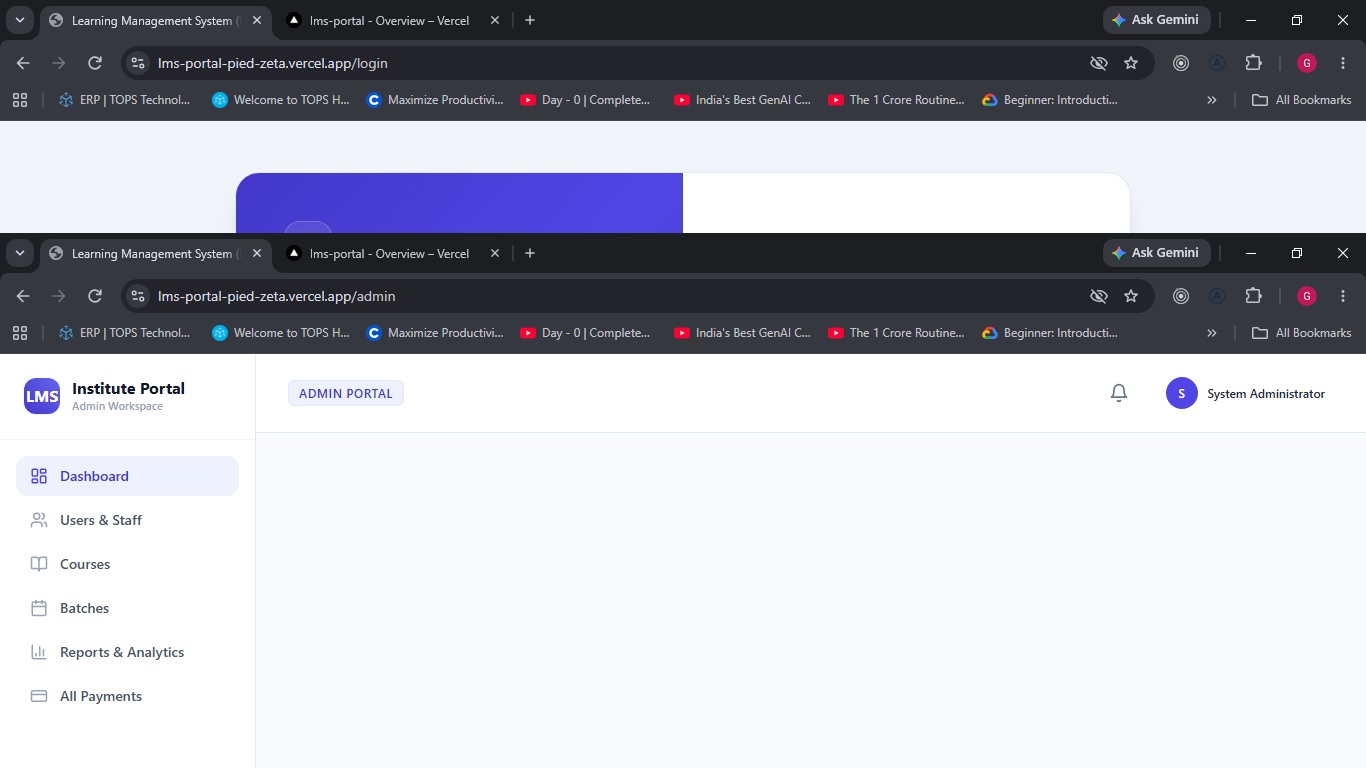 Learning Management System (
lms-portal - Overview – Vercel
Ask Gemini
lms-portal-pied-zeta.vercel.app/login
G
ERP | TOPS Technol...
Welcome to TOPS H...
Maximize Productivi...
Day - 0 | Complete...
India's Best GenAI C...
The 1 Crore Routine...
Beginner: Introducti...
All Bookmarks
Learning Management System (
lms-portal - Overview – Vercel
Ask Gemini
lms-portal-pied-zeta.vercel.app/admin
G
ERP | TOPS Technol...
Welcome to TOPS H...
Maximize Productivi...
Day - 0 | Complete...
India's Best GenAI C...
The 1 Crore Routine...
Beginner: Introducti...
All Bookmarks
LMS
Institute Portal
Admin Workspace
ADMIN PORTAL
S
System Administrator
Dashboard
Users & Staff
Courses
Batches
Reports & Analytics
All Payments